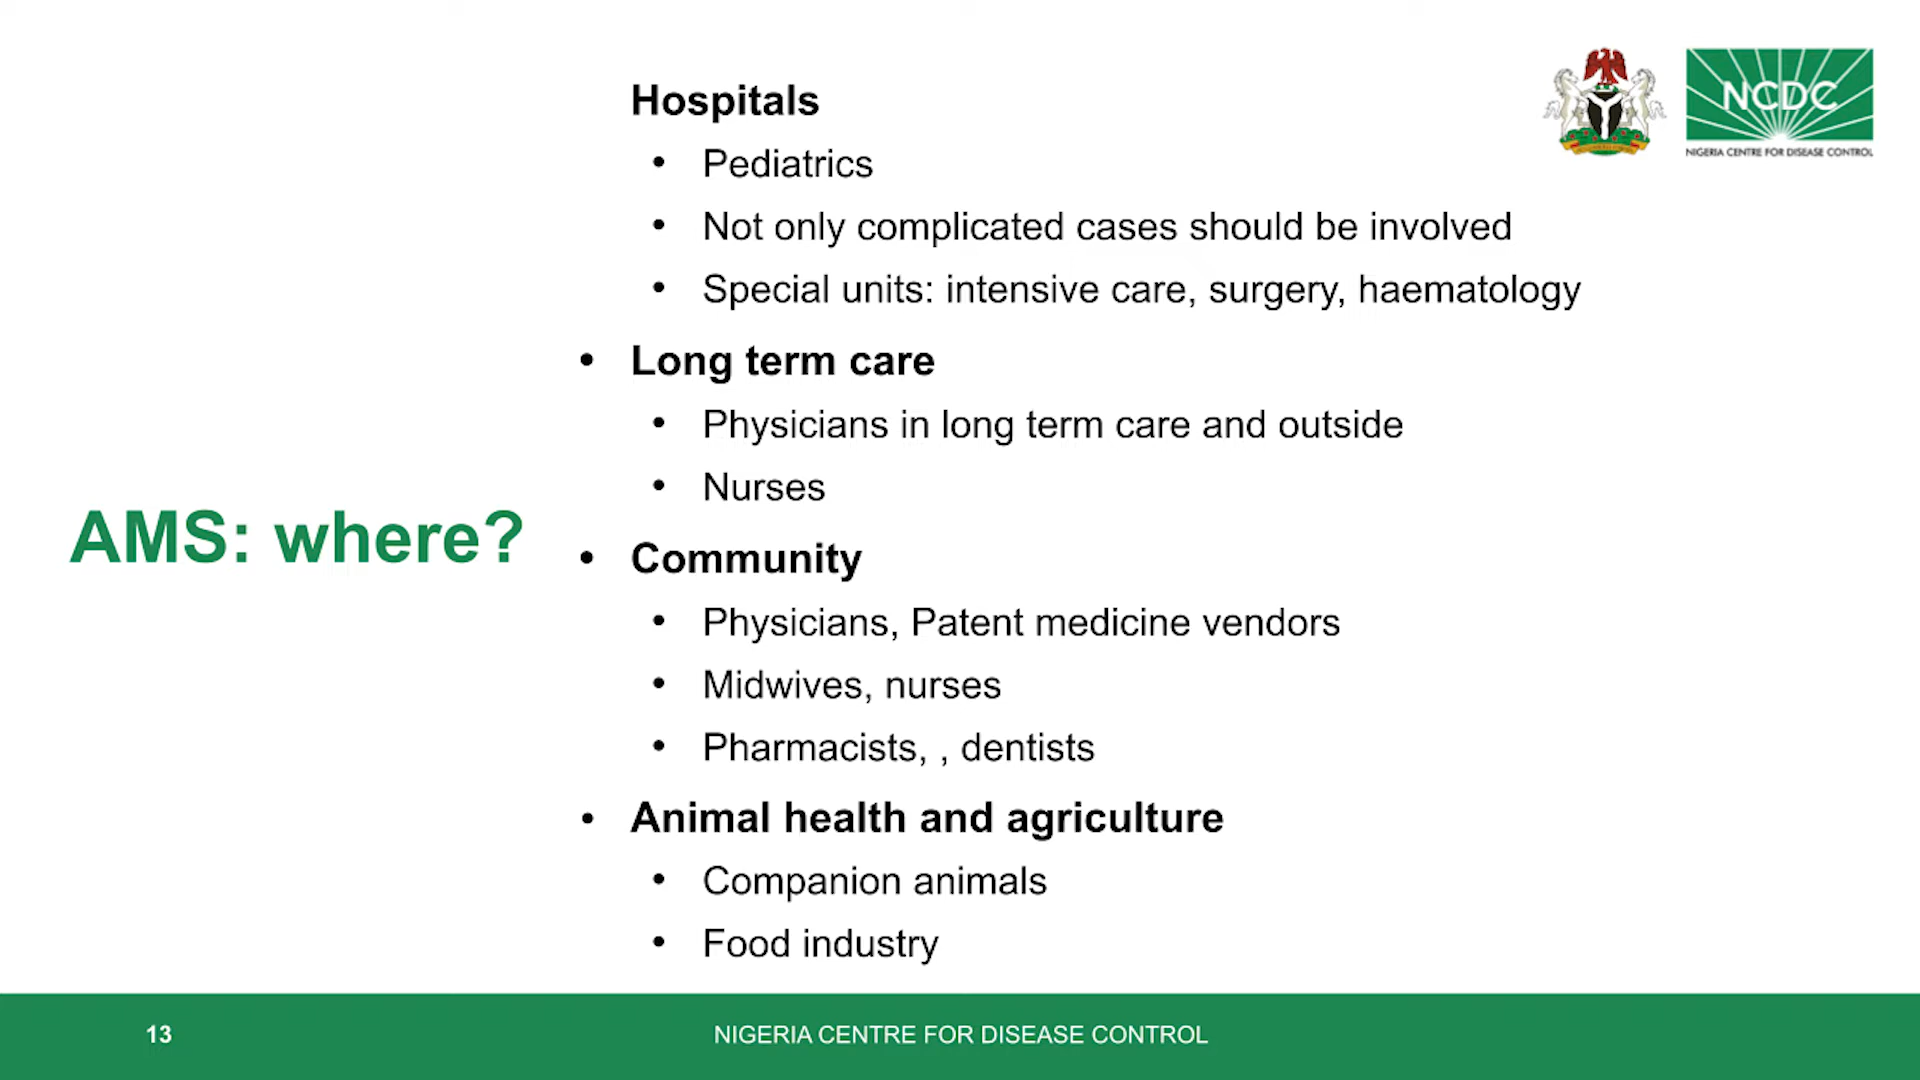 NCDC
NIGERIA CENTRE FOR DISEASE CONTROL
AMS: where?
Hospitals
• Pediatrics
• Not only complicated cases should be involved
• Special units: intensive care, surgery, haematology
• Long term care
• Physicians in long term care and outside
• Nurses
• Community
• Physicians, Patent medicine vendors
• Midwives, nurses
• Pharmacists, , dentists
• Animal health and agriculture
• Companion animals
• Food industry
13
NIGERIA CENTRE FOR DISEASE CONTROL